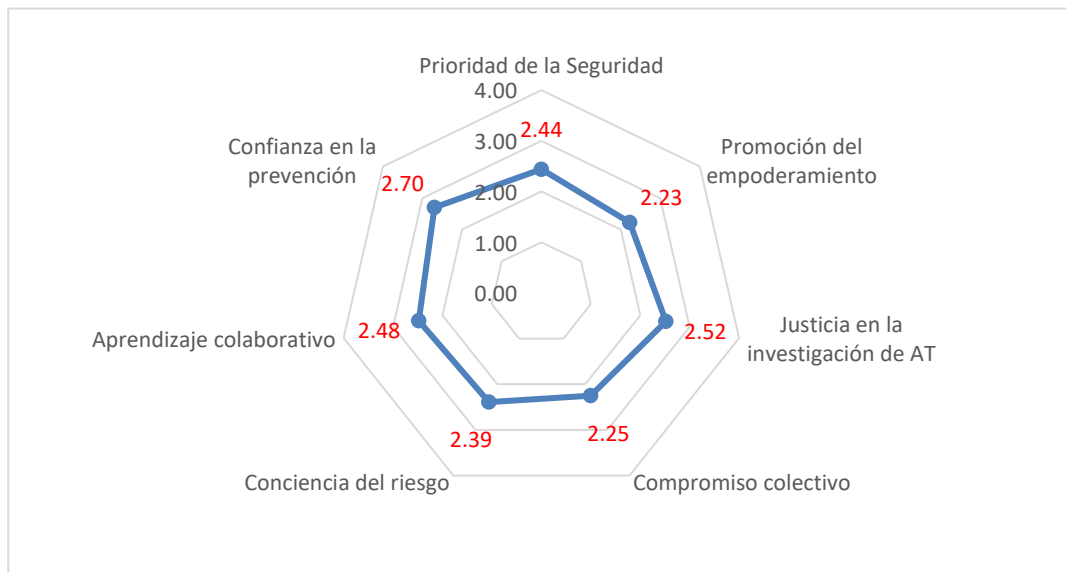 Prioridad de la Seguridad
4.00
3.00
2.00
1.00
0.00
2.44
Promoción del
empoderamiento
2.23
Justicia en la
investigación de AT
2.52
Compromiso colectivo
2.25
Conciencia del riesgo
2.39
Aprendizaje colaborativo
2.48
Confianza en la
prevención
2.70